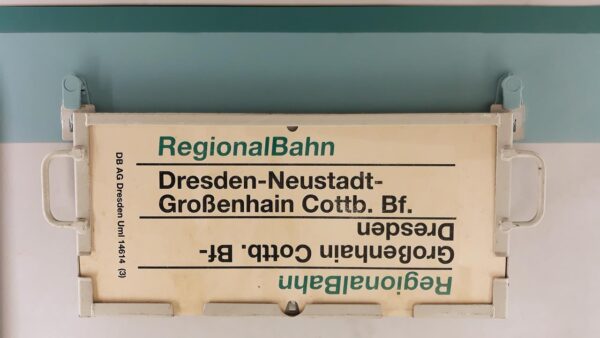 RegionalBahn
Dresden-Neustadt-
Großenhain Cottb. Bf.
RegionalBahn
Großenhain Cottb. Bf-
Dresden
DB AG Dresden Uml 14614 (3)